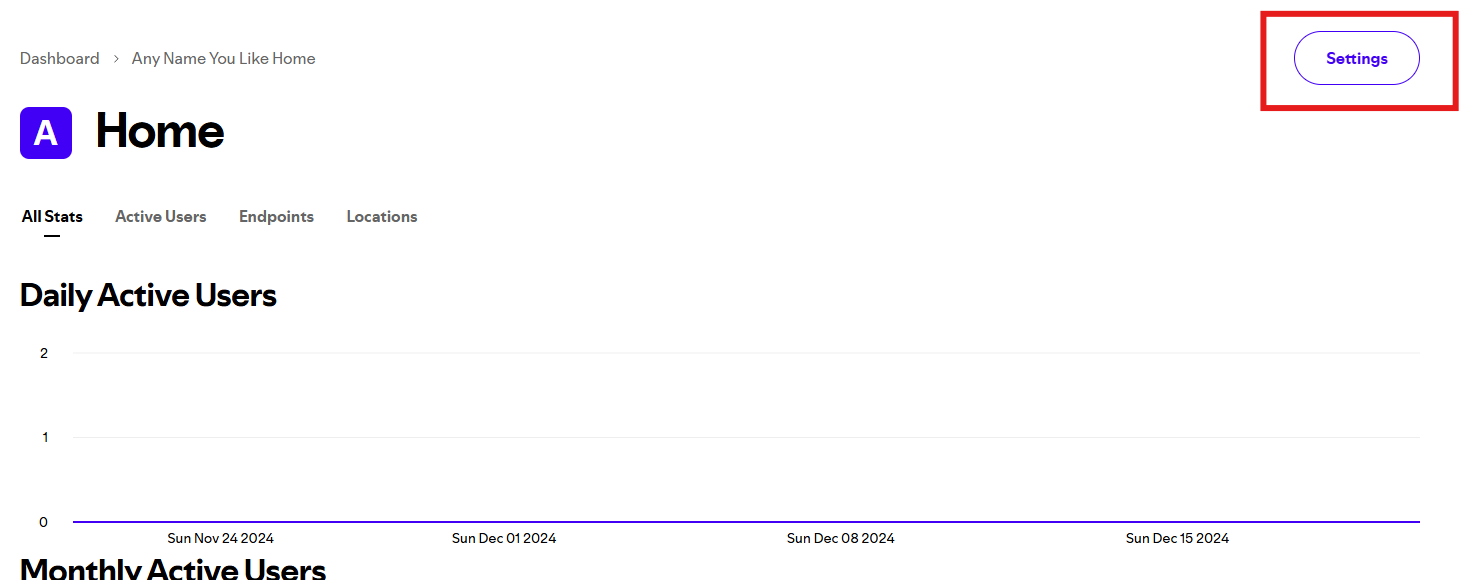 Dashboard > Any Name You Like Home
Settings
A Home
All Stats Active Users Endpoints Locations
Daily Active Users
2
1
0
Sun Nov 24 2024 Sun Dec 01 2024 Sun Dec 08 2024 Sun Dec 15 2024
Monthly Active Users